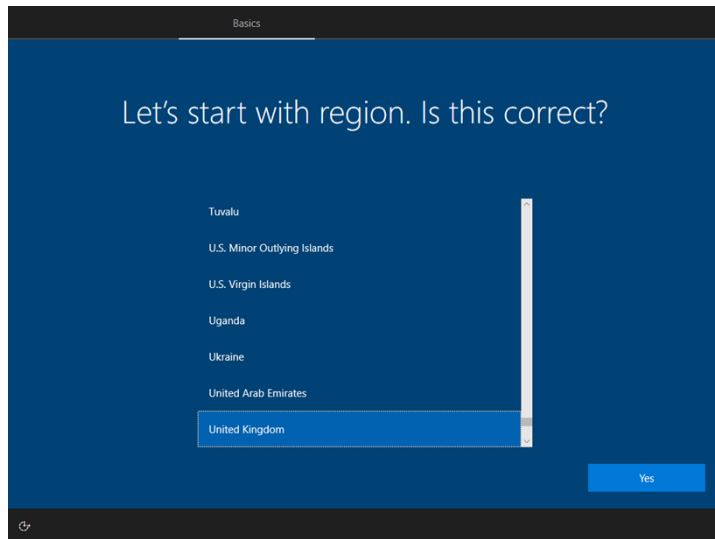 Basics
Let's start with region. Is this correct?
Tuvalu
U.S. Minor Outlying Islands
U.S. Virgin Islands
Uganda
Ukraine
United Arab Emirates
United Kingdom
Yes